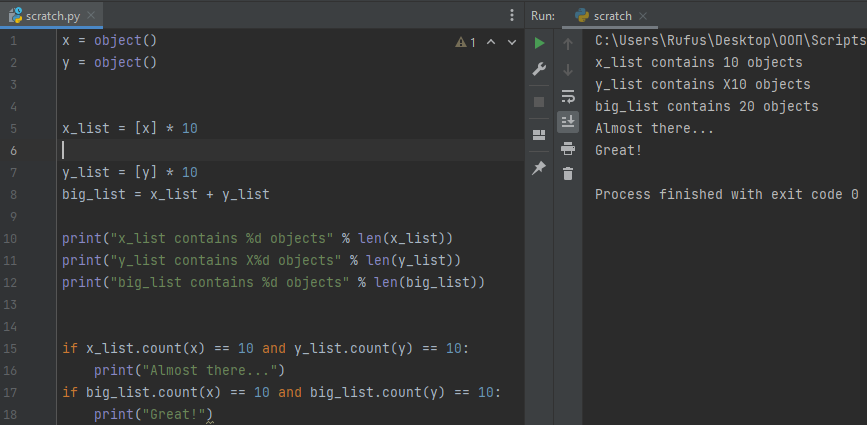 scratch.py
1
1 x = object()
2 y = object()
3
4
5 x_list = [x] * 10
6
7 y_list = [y] * 10
8 big_list = x_list + y_list
9
10 print("x_list contains %d objects" % len(x_list))
11 print("y_list contains X%d objects" % len(y_list))
12 print("big_list contains %d objects" % len(big_list))
13
14
15 if x_list.count(x) == 10 and y_list.count(y) == 10:
16     print("Almost there...")
17 if big_list.count(x) == 10 and big_list.count(y) == 10:
18     print("Great!")
Run: scratch
C:\Users\Rufus\Desktop\ООП\Scripts
x_list contains 10 objects
y_list contains X10 objects
big_list contains 20 objects
Almost there...
Great!
Process finished with exit code 0